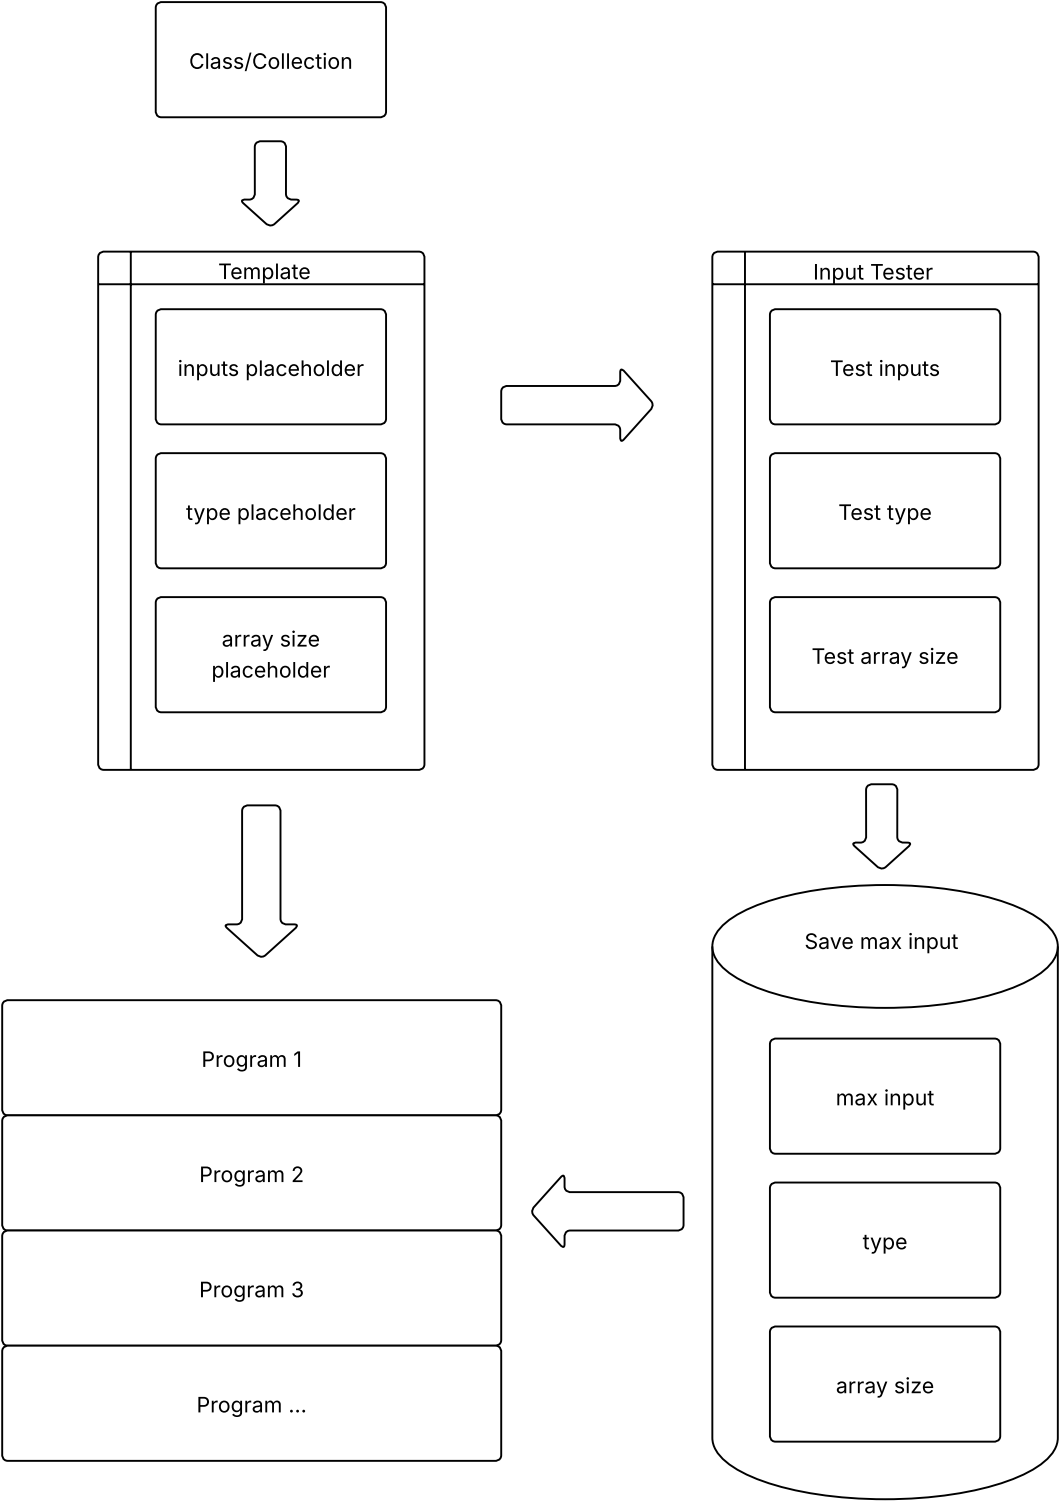 Class/Collection
Template
inputs placeholder
type placeholder
array size
placeholder
Input Tester
Test inputs
Test type
Test array size
Save max input
max input
type
array size
Program 1
Program 2
Program 3
Program ...